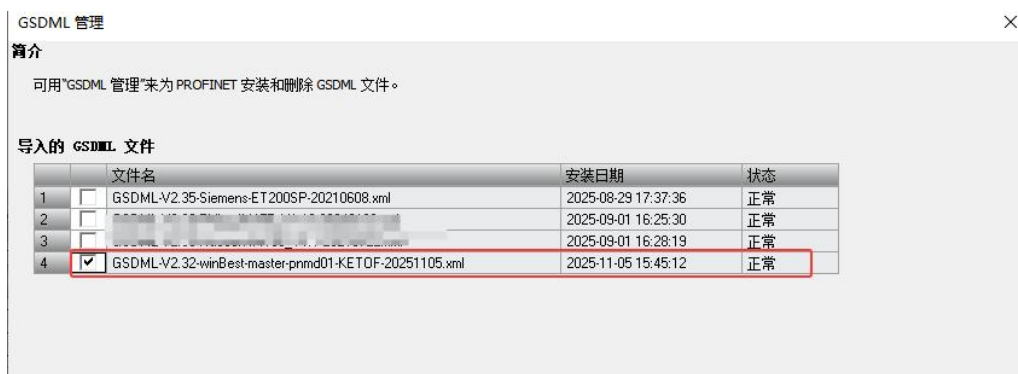 GSDML 管理
简介
可用"GSDML 管理"来为 PROFINET 安装和删除 GSDML 文件。
导入的 GSDML 文件
文件名 安装日期 状态
1 GSDML-V2.35-Siemens-ET200SP-20210608.xml 2025-08-29 17:37:36 正常
2 2025-09-01 16:25:30 正常
3 2025-09-01 16:28:19 正常
4 GSDML-V2.32-winBest-master-pnmd01-KETOF-20251105.xml 2025-11-05 15:45:12 正常